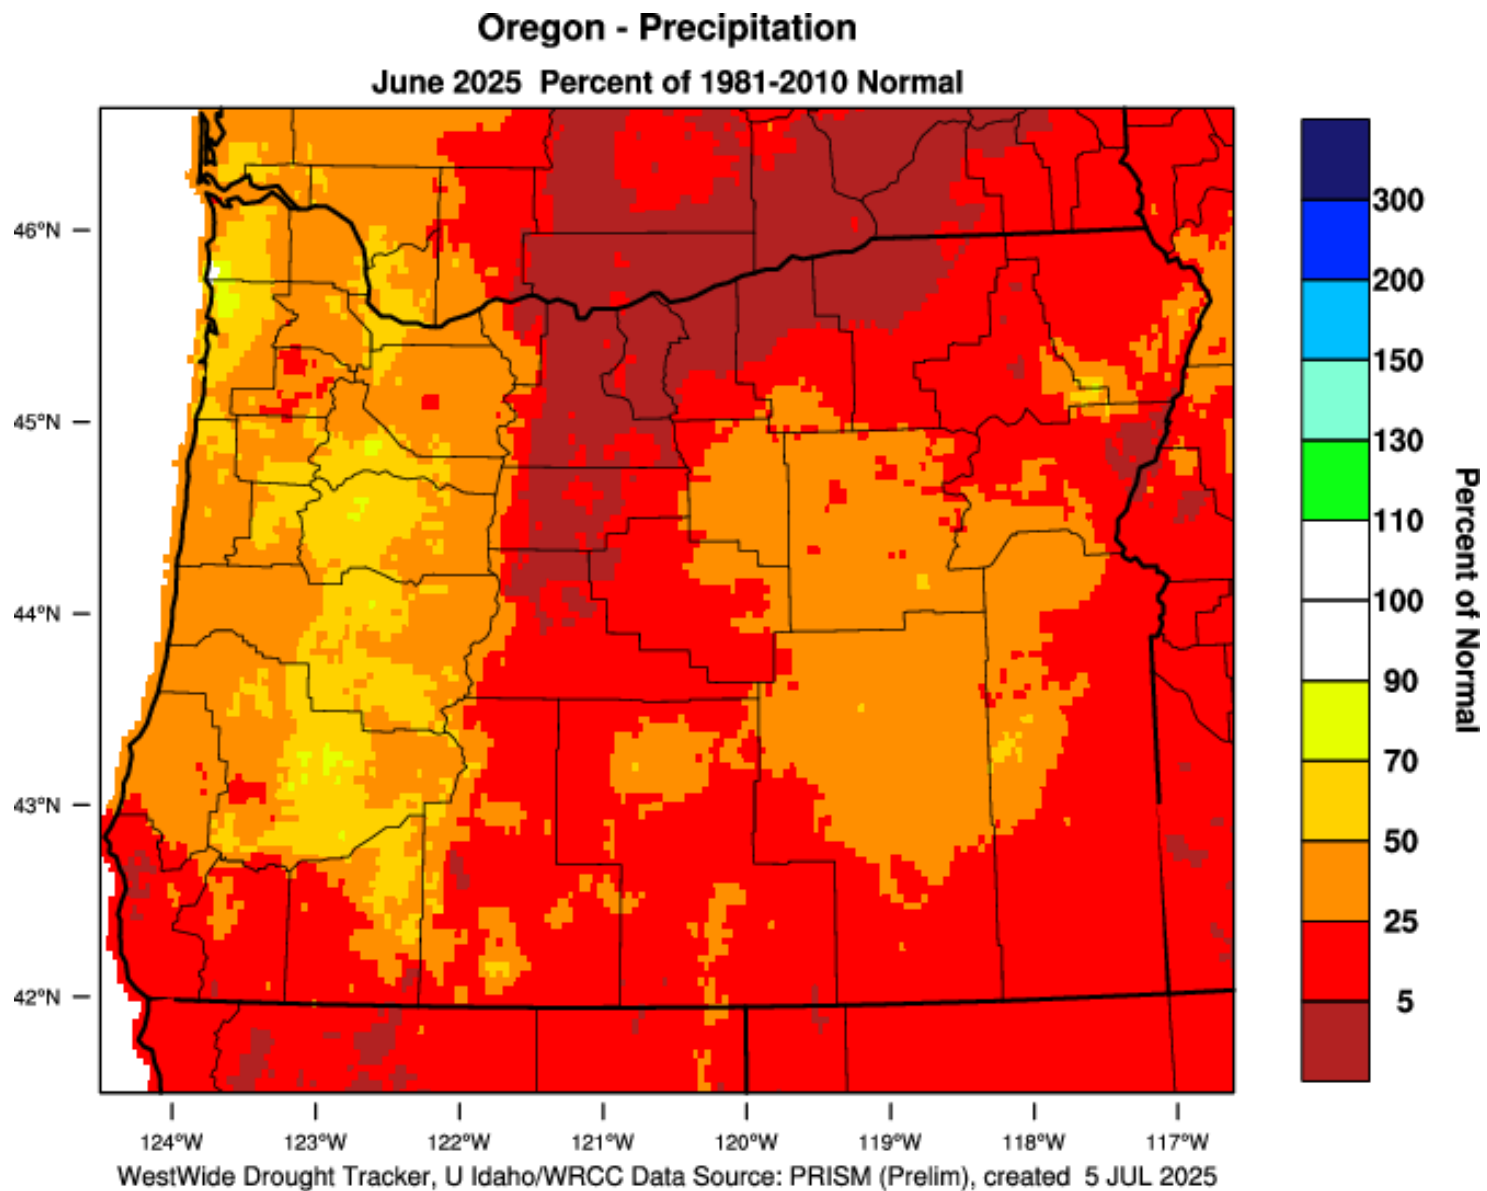 Oregon - Precipitation
June 2025 Percent of 1981-2010 Normal
300
46°N
200
150
45°N
130
110
44°N
100
90
Percent of Normal
70
43°N
50
25
42°N
5
124°W 123°W 122°W 121°W 120°W 119°W 118°W 117°W
WestWide Drought Tracker, U Idaho/WRCC Data Source: PRISM (Prelim), created 5 JUL 2025